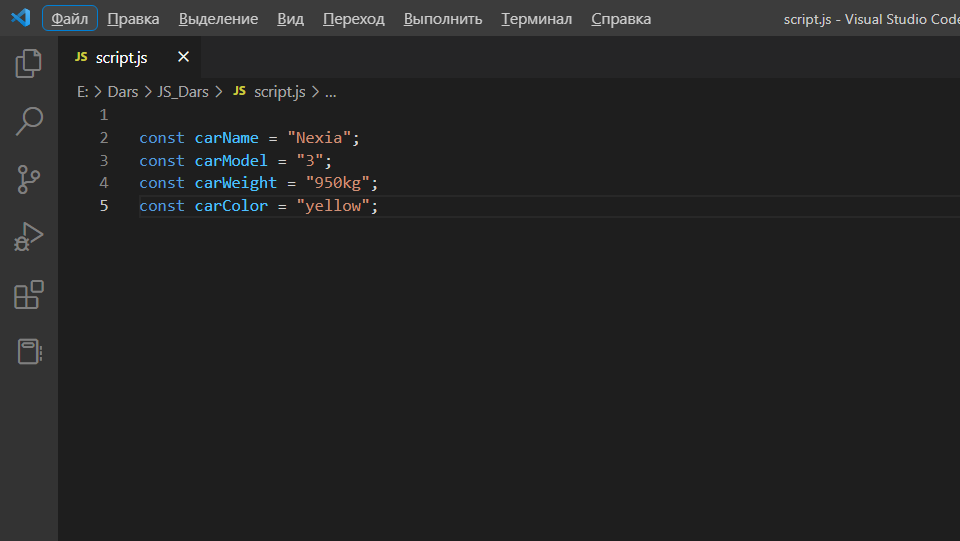 Файл Правка Выделение Вид Переход Выполнить Терминал Справка script.js - Visual Studio Code
JS script.js ×
E: > Dars > JS_Dars > JS script.js > ...
1
2 const carName = "Nexia";
3 const carModel = "3";
4 const carWeight = "950kg";
5 const carColor = "yellow";